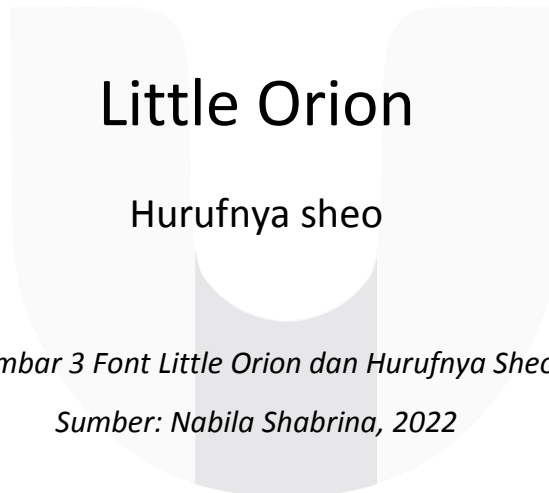 Little Orion
Hurufnya sheo
mbar 3 Font Little Orion dan Hurufnya Sheo
Sumber: Nabila Shabrina, 2022